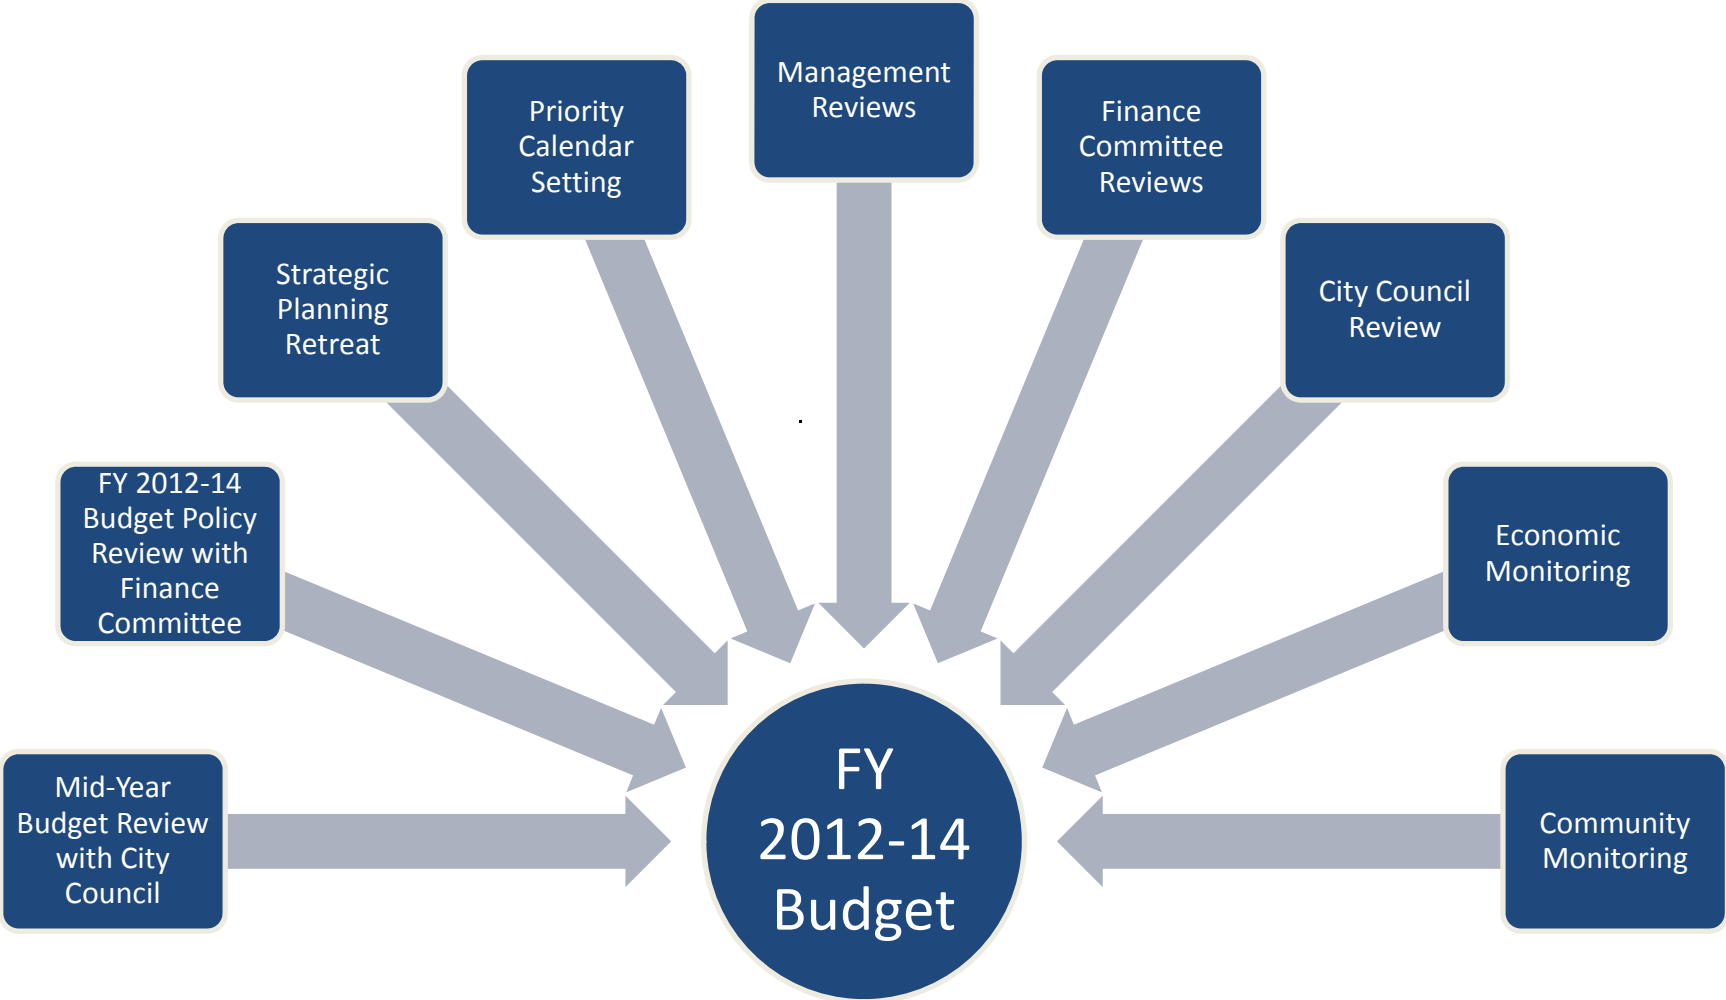 Management
Reviews
Priority
Calendar
Setting
Finance
Committee
Reviews
Strategic
Planning
Retreat
City Council
Review
FY 2012-14
Budget Policy
Review with
Finance
Committee
Economic
Monitoring
Mid-Year
Budget Review
with City
Council
FY
2012-14
Budget
Community
Monitoring